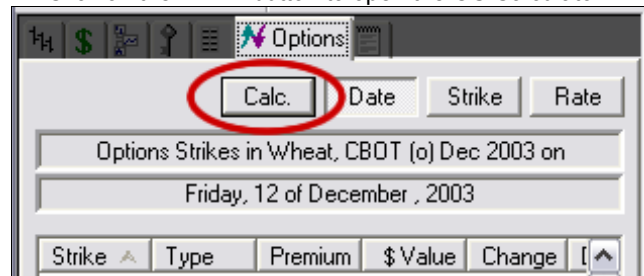 Options
Calc. Date Strike Rate
Options Strikes in Wheat, CBOT (o) Dec 2003 on
Friday, 12 of December , 2003
Strike Type Premium $ Value Change